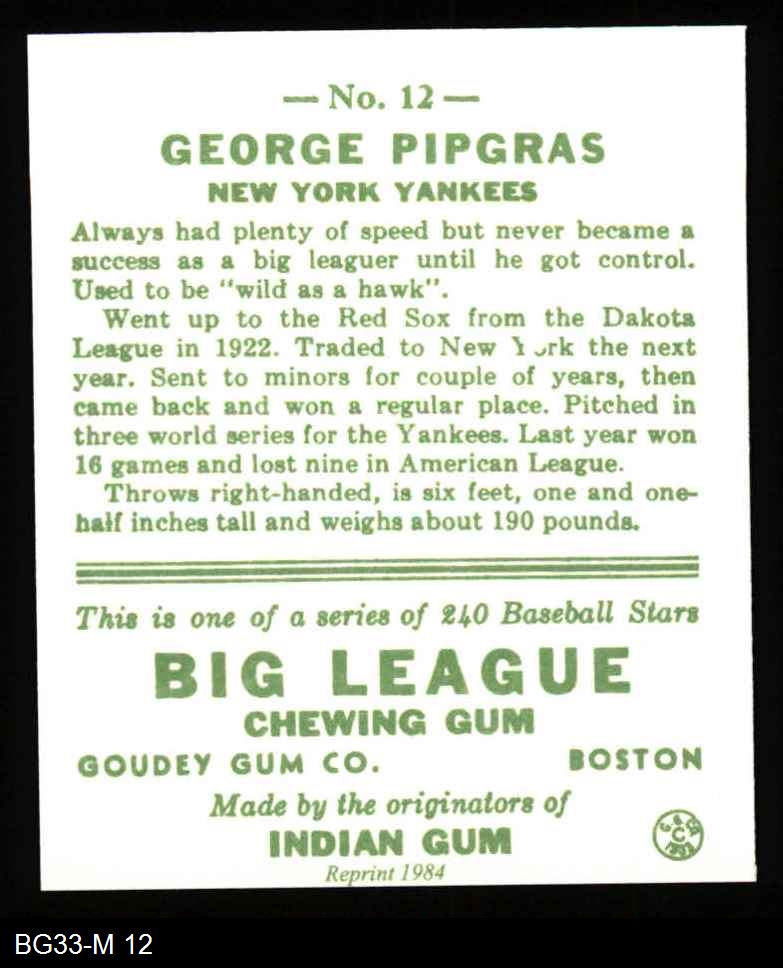 — No. 12 —
GEORGE PIPGRAS
NEW YORK YANKEES
Always had plenty of speed but never became a
success as a big leaguer until he got control.
Used to be "wild as a hawk".
Went up to the Red Sox from the Dakota
League in 1922. Traded to New York the next
year. Sent to minors for couple of years, then
came back and won a regular place. Pitched in
three world series for the Yankees. Last year won
16 games and lost nine in American League.
Throws right-handed, is six feet, one and one-
half inches tall and weighs about 190 pounds.
This is one of a series of 240 Baseball Stars
BIG LEAGUE
CHEWING GUM
GOUDEY GUM CO. BOSTON
Made by the originators of
INDIAN GUM
Reprint 1984
BG33-M 12